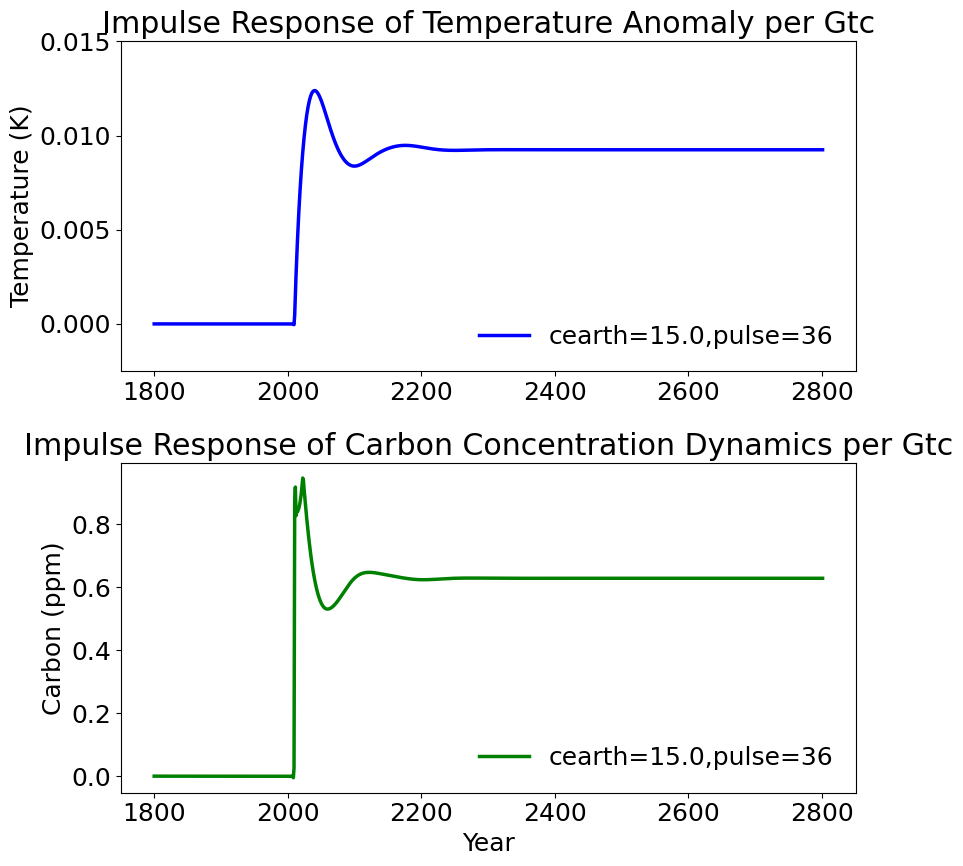 Impulse Response of Temperature Anomaly per Gtc
0.015
0.010
0.005
0.000
Temperature (K)
cearth=15.0,pulse=36
1800 2000 2200 2400 2600 2800
Impulse Response of Carbon Concentration Dynamics per Gtc
0.8
0.6
0.4
0.2
0.0
Carbon (ppm)
cearth=15.0,pulse=36
1800 2000 2200 2400 2600 2800
Year